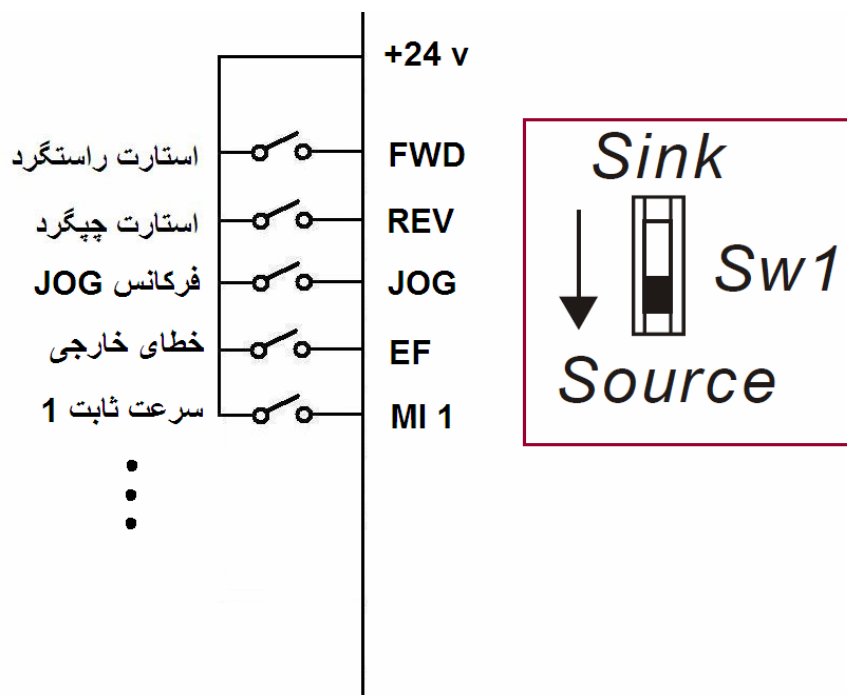 +24 v
استارت راستگرد
FWD
استارت چپگرد
REV
فرکانس JOG
JOG
خطای خارجی
EF
سرعت ثابت 1
MI 1
Sink
Sw1
Source